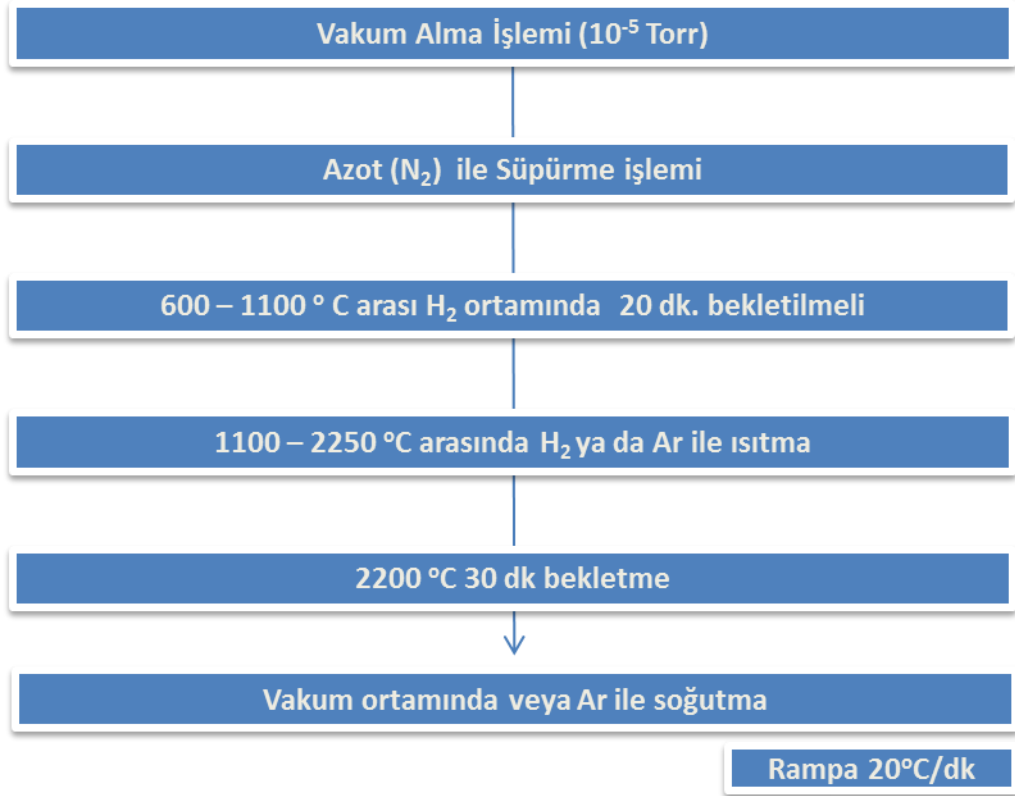 Vakum Alma İşlemi (10⁻⁵ Torr)
Azot (N₂) ile Süpürme işlemi
600 – 1100 ° C arası H₂ ortamında 20 dk. bekletilmeli
1100 – 2250 °C arasında H₂ ya da Ar ile ısıtma
2200 °C 30 dk bekletme
Vakum ortamında veya Ar ile soğutma
Rampa 20°C/dk